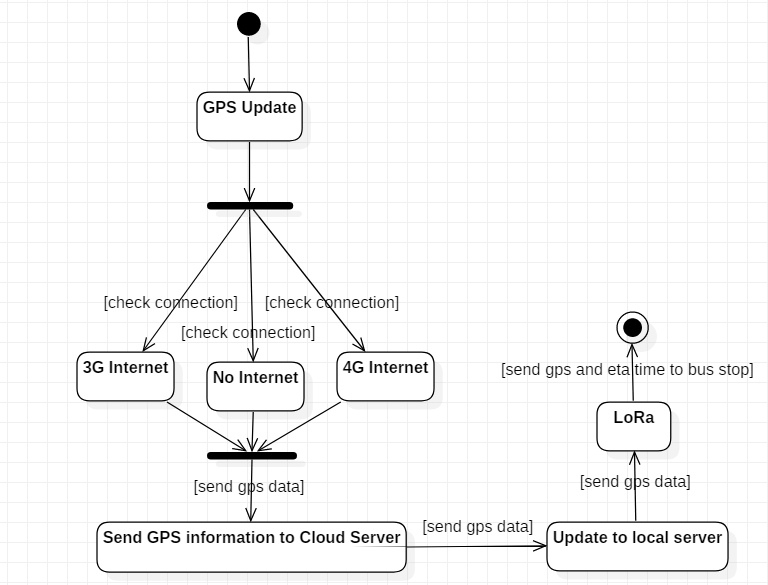 GPS Update
[check connection]
[check connection]
[check connection]
3G Internet
No Internet
4G Internet
[send gps and eta time to bus stop]
LoRa
[send gps data]
[send gps data]
Send GPS information to Cloud Server
[send gps data]
Update to local server